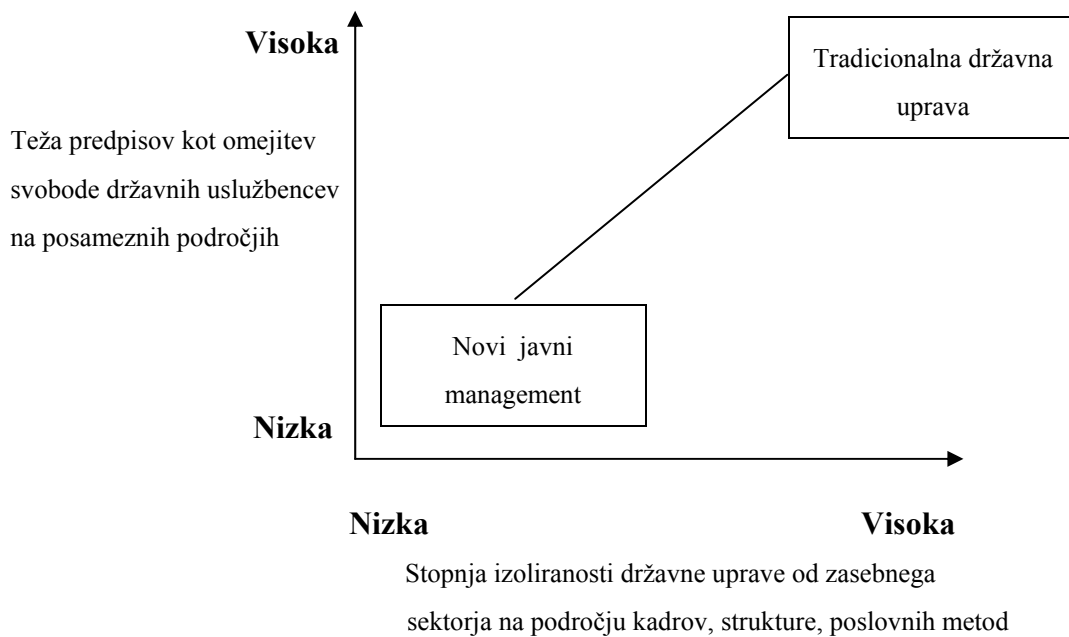 Visoka
Tradicionalna državna
uprava
Teža predpisov kot omejitev
svobode državnih uslužbencev
na posameznih področjih
Novi javni
management
Nizka
Nizka
Visoka
Stopnja izoliranosti državne uprave od zasebnega
sektorja na področju kadrov, strukture, poslovnih metod